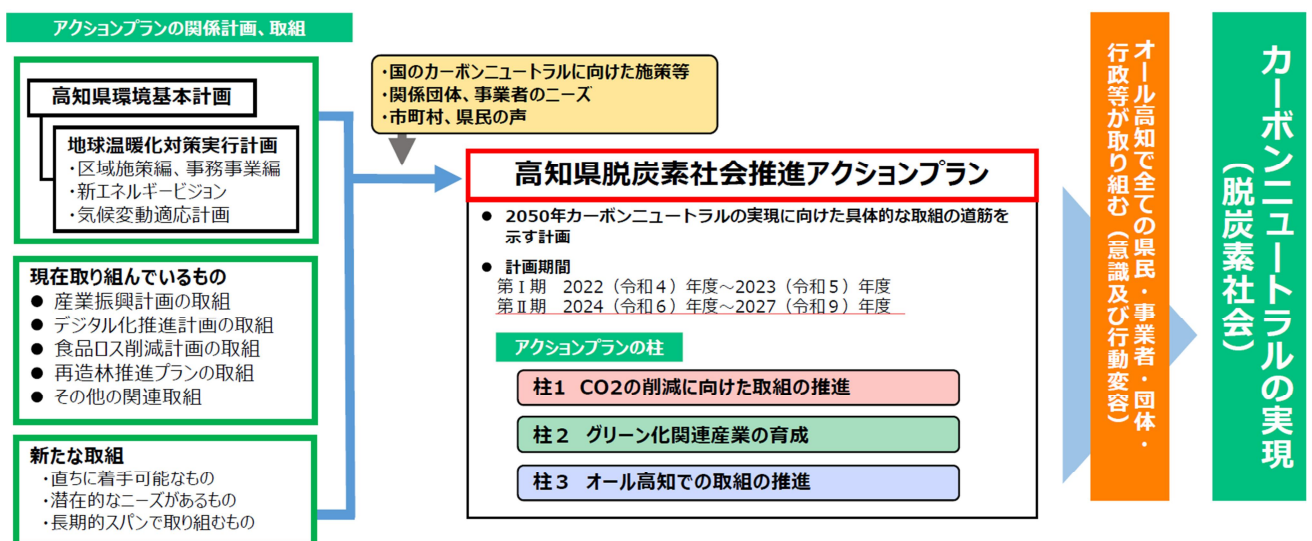 アクションプランの関係計画、取組
高知県環境基本計画
地球温暖化対策実行計画
・区域施策編、事務事業編
・新エネルギービジョン
・気候変動適応計画
現在取り組んでいるもの
● 産業振興計画の取組
● デジタル化推進計画の取組
● 食品ロス削減計画の取組
● 再造林推進プランの取組
● その他の関連取組
新たな取組
・直ちに着手可能なもの
・潜在的なニーズがあるもの
・長期的スパンで取り組むもの
・国のカーボンニュートラルに向けた施策等
・関係団体、事業者のニーズ
・市町村、県民の声
高知県脱炭素社会推進アクションプラン
● 2050年カーボンニュートラルの実現に向けた具体的な取組の道筋を
示す計画
● 計画期間
第Ⅰ期 2022（令和４）年度～2023（令和５）年度
第Ⅱ期 2024（令和６）年度～2027（令和９）年度
アクションプランの柱
柱１ CO2の削減に向けた取組の推進
柱２ グリーン化関連産業の育成
柱３ オール高知での取組の推進
オール高知で全ての県民・事業者・団体・
行政等が取り組む（意識及び行動変容）
カーボンニュートラルの実現
（脱炭素社会）